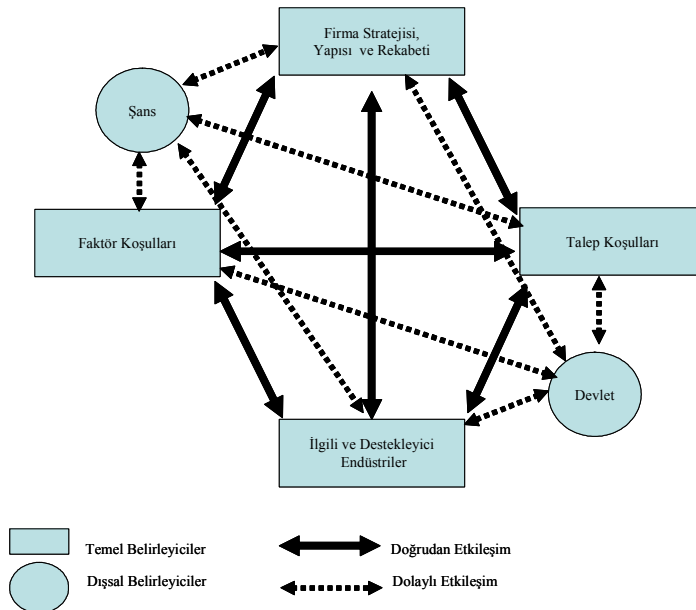 Firma Stratejisi,
Yapısı ve Rekabeti
Şans
Faktör Koşulları
Talep Koşulları
Devlet
İlgili ve Destekleyici
Endüstriler
Temel Belirleyiciler
Doğrudan Etkileşim
Dışsal Belirleyiciler
Dolaylı Etkileşim